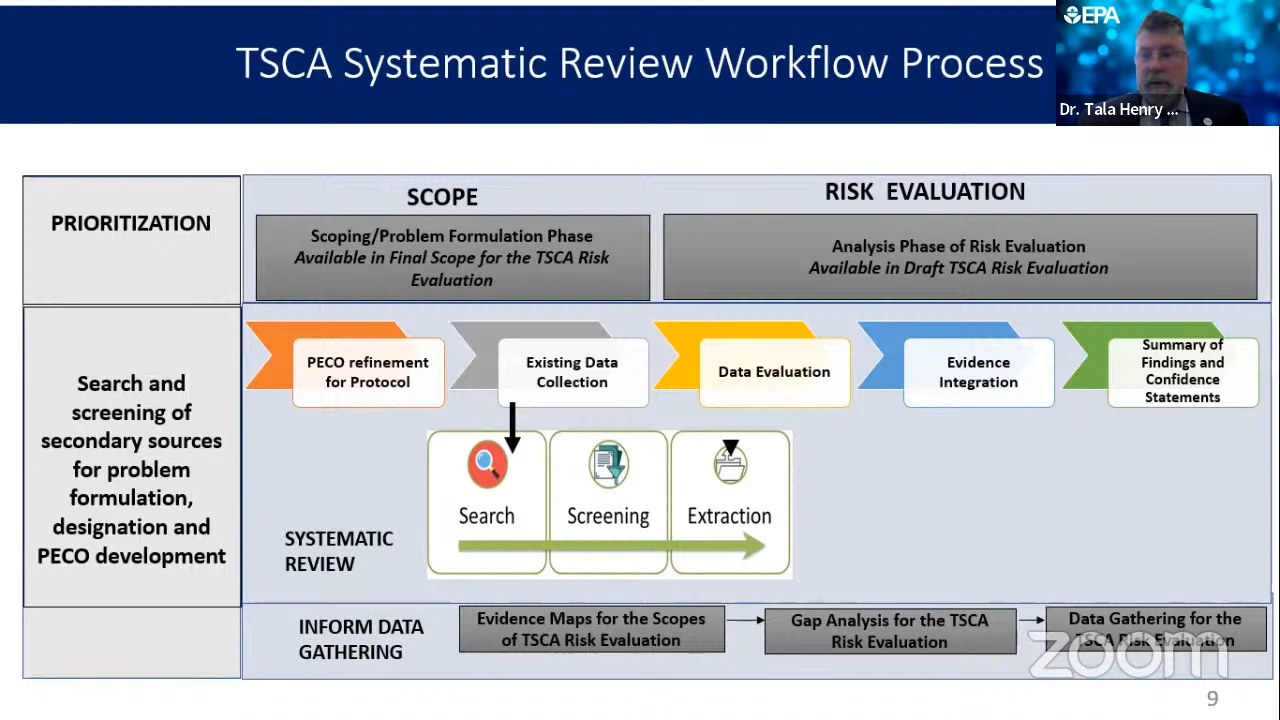 TSCA Systematic Review Workflow Process
EPA
Dr. Tala Henry ...
PRIORITIZATION
SCOPE
Scoping/Problem Formulation Phase
Available in Final Scope for the TSCA Risk
Evaluation
RISK EVALUATION
Analysis Phase of Risk Evaluation
Available in Draft TSCA Risk Evaluation
Search and
screening of
secondary sources
for problem
formulation,
designation and
PECO development
PECO refinement
for Protocol
Existing Data
Collection
Data Evaluation
Evidence
Integration
Summary of
Findings and
Confidence
Statements
SYSTEMATIC
REVIEW
Search
Screening
Extraction
INFORM DATA
GATHERING
Evidence Maps for the Scopes
of TSCA Risk Evaluation
Gap Analysis for the TSCA
Risk Evaluation
Data Gathering for the
TSCA Risk Evaluation
zoom
9